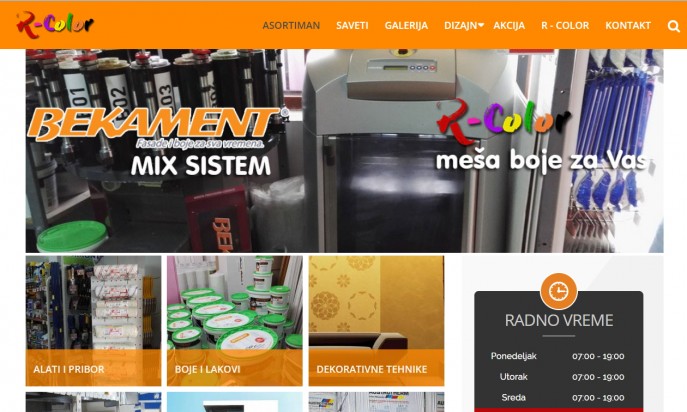 R-Color
ASORTIMAN SAVETI GALERIJA DIZAJN AKCIJA R - COLOR KONTAKT
01
02
03
BEKAMENT
Fasade i boje za sva vremena.
MIX SISTEM
R-Color
meša boje za Vas
BEKAMENT
ALATI I PRIBOR
BOJE I LAKOVI
DEKORATIVNE TEHNIKE
RADNO VREME
Ponedeljak 07:00 - 19:00
Utorak 07:00 - 19:00
Sreda 07:00 - 19:00